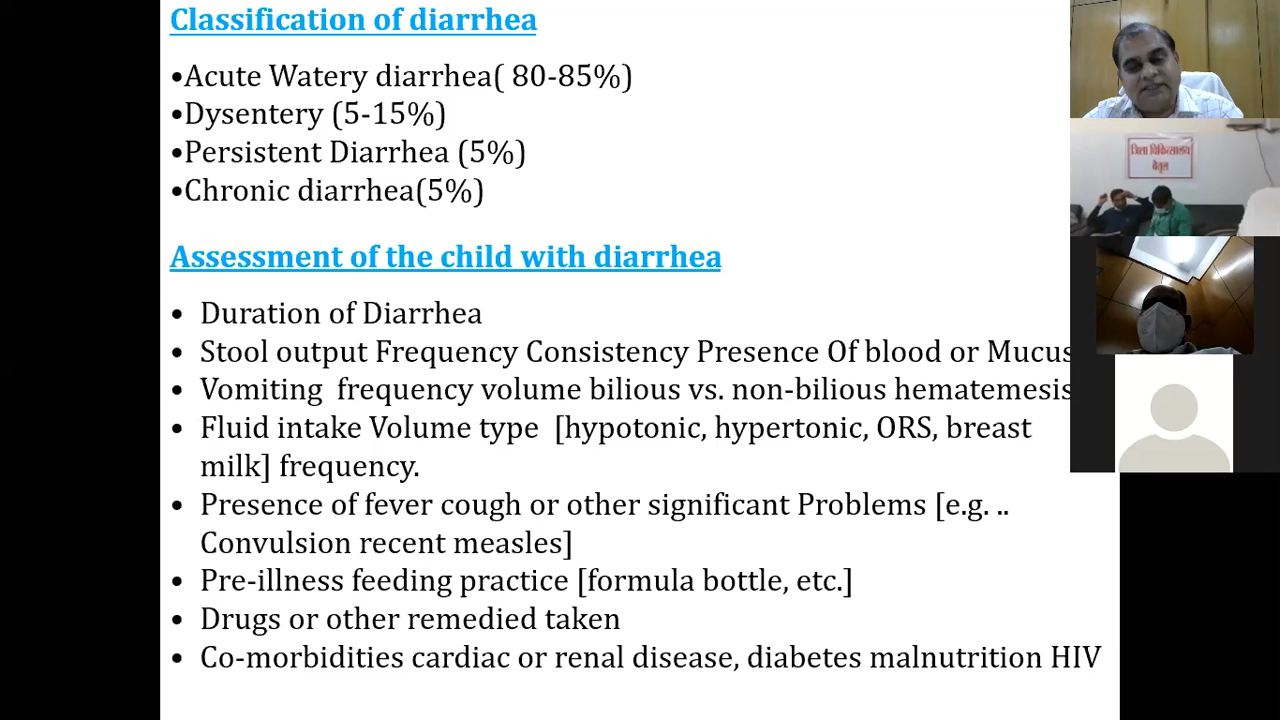 Classification of diarrhea
•Acute Watery diarrhea( 80-85%)
•Dysentery (5-15%)
•Persistent Diarrhea (5%)
•Chronic diarrhea(5%)
Assessment of the child with diarrhea
• Duration of Diarrhea
• Stool output Frequency Consistency Presence Of blood or Mucus
• Vomiting  frequency volume bilious vs. non-bilious hematemesis
• Fluid intake Volume type  [hypotonic, hypertonic, ORS, breast
milk] frequency.
• Presence of fever cough or other significant Problems [e.g. ..
Convulsion recent measles]
• Pre-illness feeding practice [formula bottle, etc.]
• Drugs or other remedied taken
• Co-morbidities cardiac or renal disease, diabetes malnutrition HIV
जिला चिकित्सालय
बैतूल